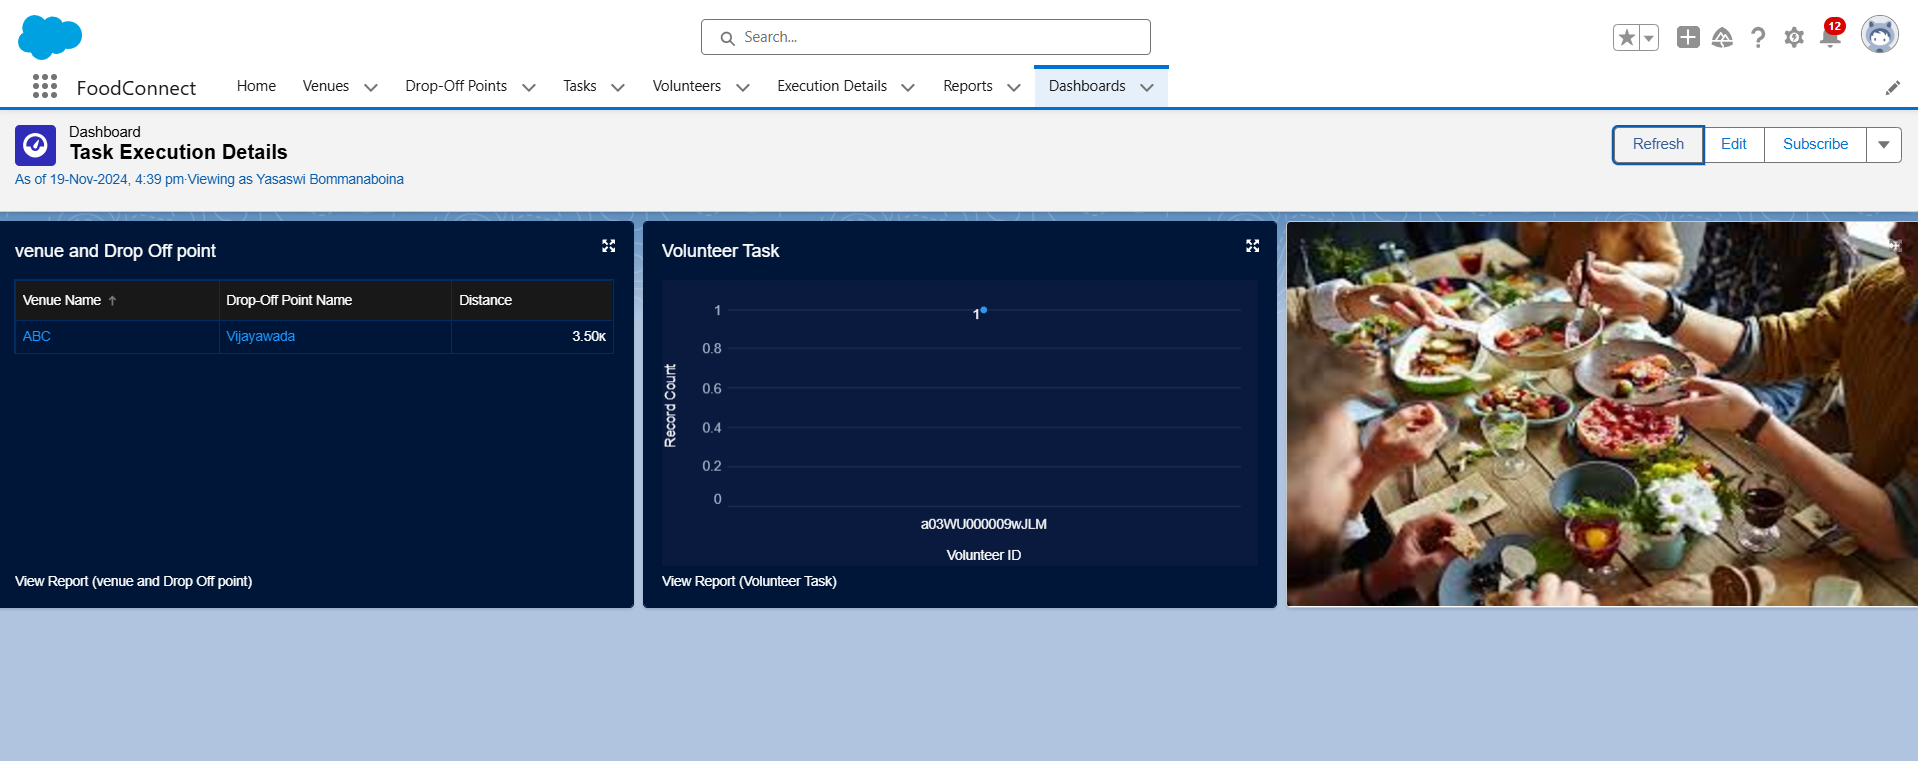 Search...
12
FoodConnect
Home
Venues
Drop-Off Points
Tasks
Volunteers
Execution Details
Reports
Dashboards
Dashboard
Task Execution Details
As of 19-Nov-2024, 4:39 pm·Viewing as Yasaswi Bommanaboina
Refresh
Edit
Subscribe
venue and Drop Off point
Venue Name ↑ Drop-Off Point Name Distance
ABC Vijayawada 3.50K
View Report (venue and Drop Off point)
Volunteer Task
Record Count
1
0.8
0.6
0.4
0.2
0
1
a03WU000009wJLM
Volunteer ID
View Report (Volunteer Task)